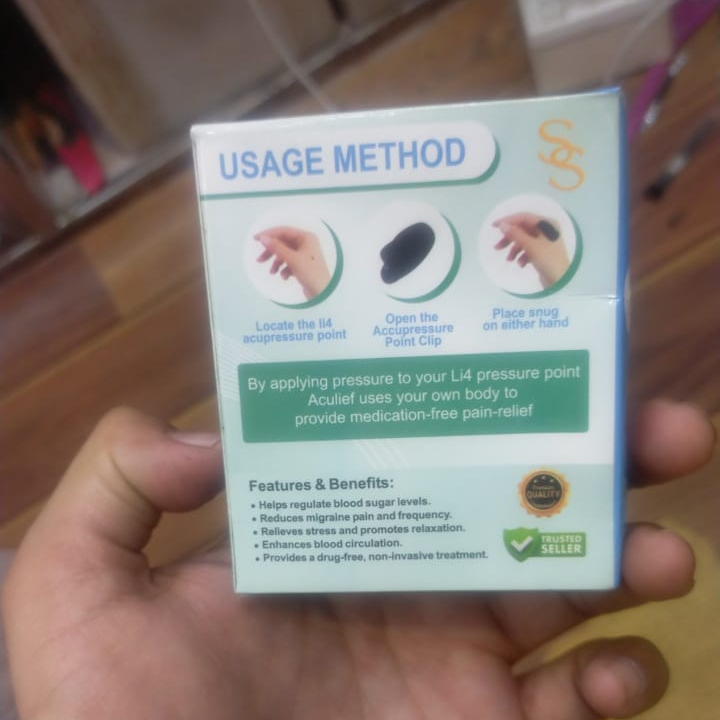 USAGE METHOD
Locate the li4
acupressure point
Open the
Accupressure
Point Clip
Place snug
on either hand
By applying pressure to your Li4 pressure point
Aculief uses your own body to
provide medication-free pain-relief
Features & Benefits:
• Helps regulate blood sugar levels.
• Reduces migraine pain and frequency.
• Relieves stress and promotes relaxation.
• Enhances blood circulation.
• Provides a drug-free, non-invasive treatment.
Premium
QUALITY
TRUSTED
SELLER